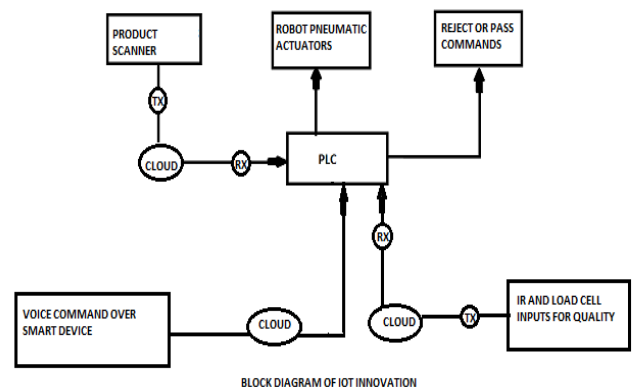 PRODUCT
SCANNER
ROBOT PNEUMATIC
ACTUATORS
REJECT OR PASS
COMMANDS
TX
CLOUD
RX
PLC
RX
VOICE COMMAND OVER
SMART DEVICE
CLOUD
CLOUD
TX
IR AND LOAD CELL
INPUTS FOR QUALITY
BLOCK DIAGRAM OF IOT INNOVATION